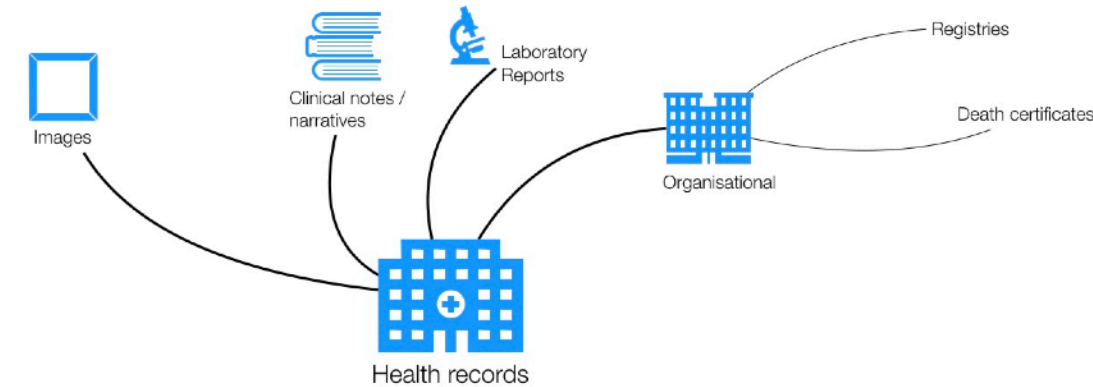 Registries
Laboratory
Reports
Clinical notes /
narratives
Death certificates
Images
Organisational
Health records